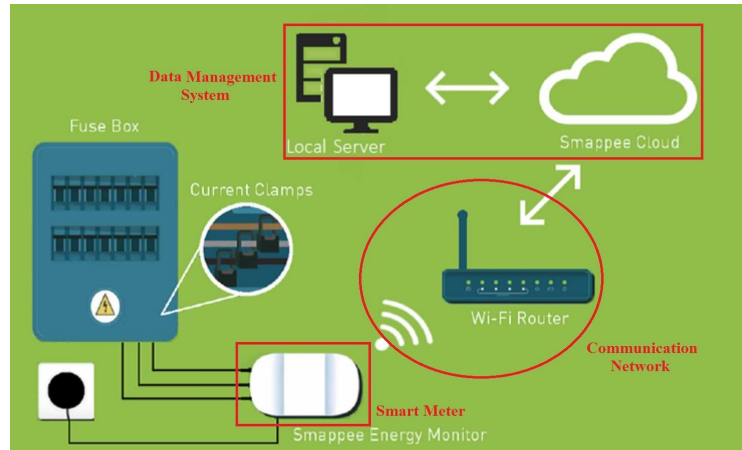 Data Management
System
Local Server
Smappee Cloud
Fuse Box
Current Clamps
Wi-Fi Router
Communication
Network
Smart Meter
Smappee Energy Monitor